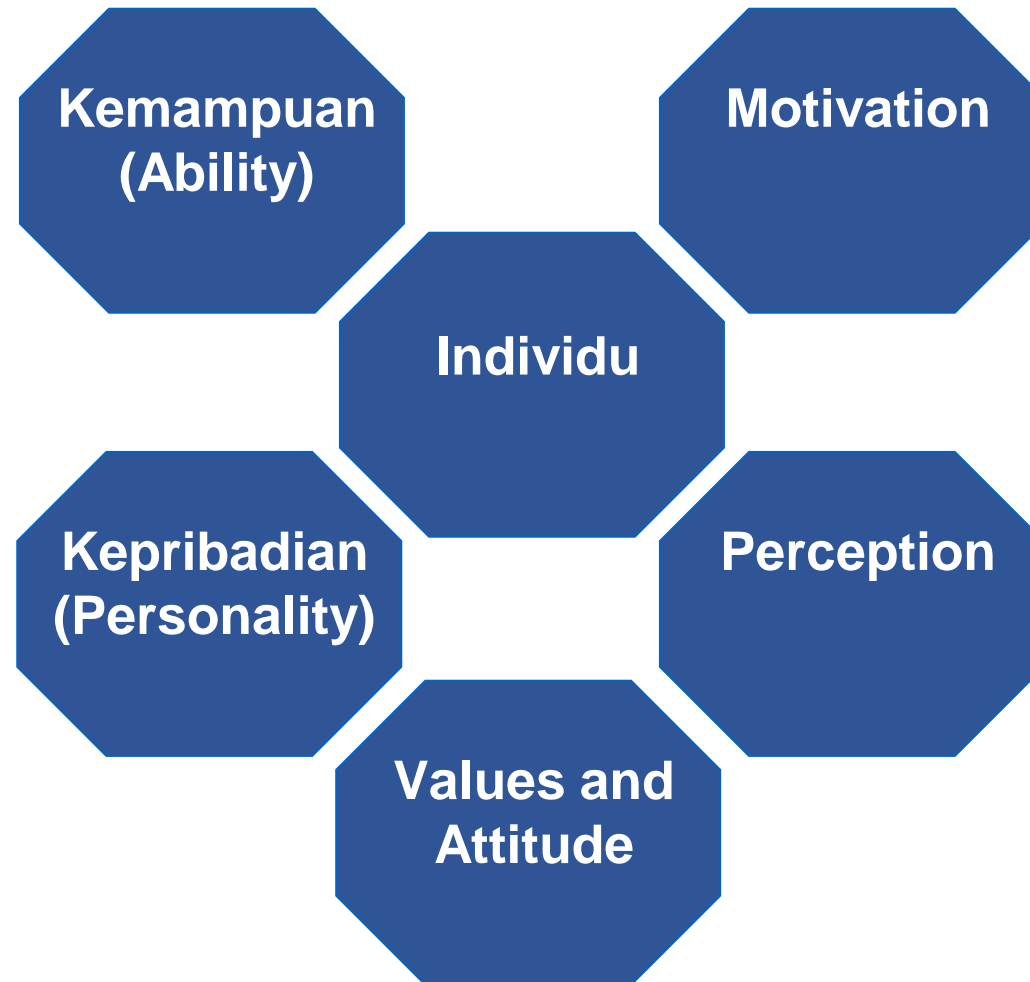 Kemampuan
(Ability)
Motivation
Individu
Kepribadian
(Personality)
Perception
Values and
Attitude